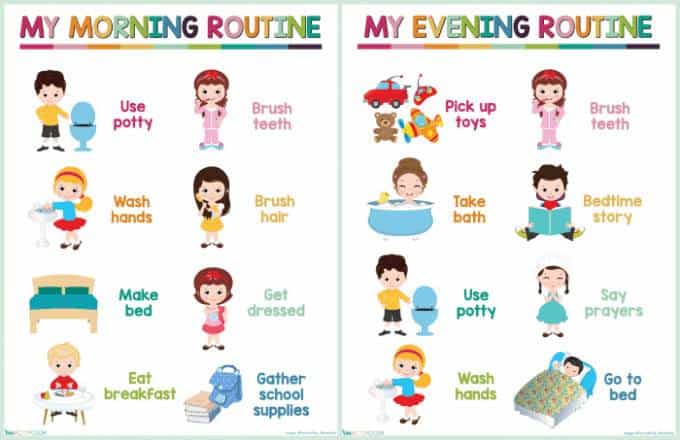 MY MORNING ROUTINE
Use
potty
Brush
teeth
Wash
hands
Brush
hair
Make
bed
Get
dressed
Eat
breakfast
Gather
school
supplies
MY EVENING ROUTINE
Pick up
toys
Brush
teeth
Take
bath
Bedtime
story
Use
potty
Say
prayers
Wash
hands
Go to
bed